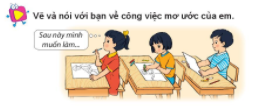 Vẽ và nói với bạn về công việc mơ ước của em.
Sau này mình
muốn làm...